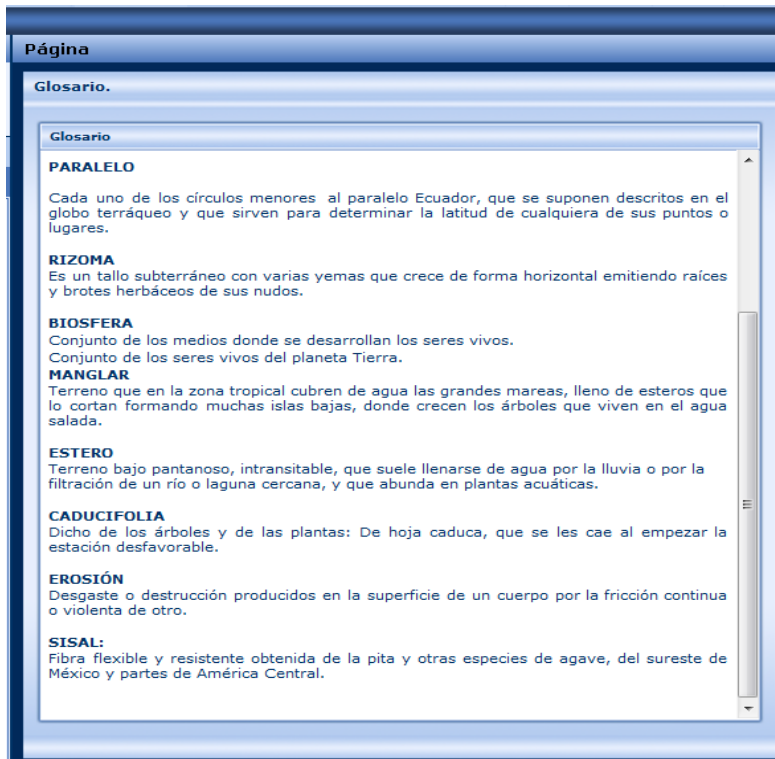 Página
Glosario.
Glosario
PARALELO
Cada uno de los círculos menores al paralelo Ecuador, que se suponen descritos en el
globo terráqueo y que sirven para determinar la latitud de cualquiera de sus puntos o
lugares.
RIZOMA
Es un tallo subterráneo con varias yemas que crece de forma horizontal emitiendo raíces
y brotes herbáceos de sus nudos.
BIOSFERA
Conjunto de los medios donde se desarrollan los seres vivos.
Conjunto de los seres vivos del planeta Tierra.
MANGLAR
Terreno que en la zona tropical cubren de agua las grandes mareas, lleno de esteros que
lo cortan formando muchas islas bajas, donde crecen los árboles que viven en el agua
salada.
ESTERO
Terreno bajo pantanoso, intransitable, que suele llenarse de agua por la lluvia o por la
filtración de un río o laguna cercana, y que abunda en plantas acuáticas.
CADUCIFOLIA
Dicho de los árboles y de las plantas: De hoja caduca, que se les cae al empezar la
estación desfavorable.
EROSIÓN
Desgaste o destrucción producidos en la superficie de un cuerpo por la fricción continua
o violenta de otro.
SISAL:
Fibra flexible y resistente obtenida de la pita y otras especies de agave, del sureste de
México y partes de América Central.